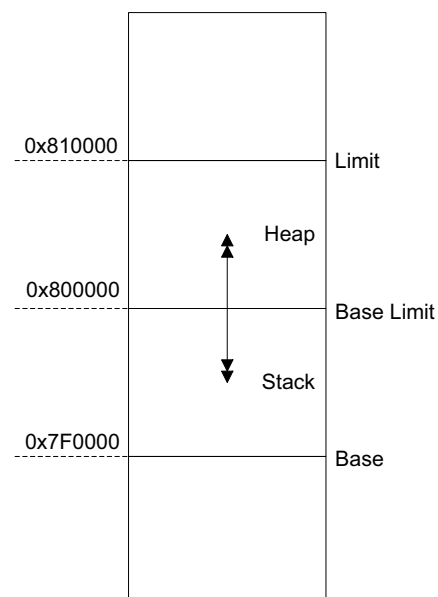 0x810000
Limit
Heap
0x800000
Base Limit
Stack
0x7F0000
Base